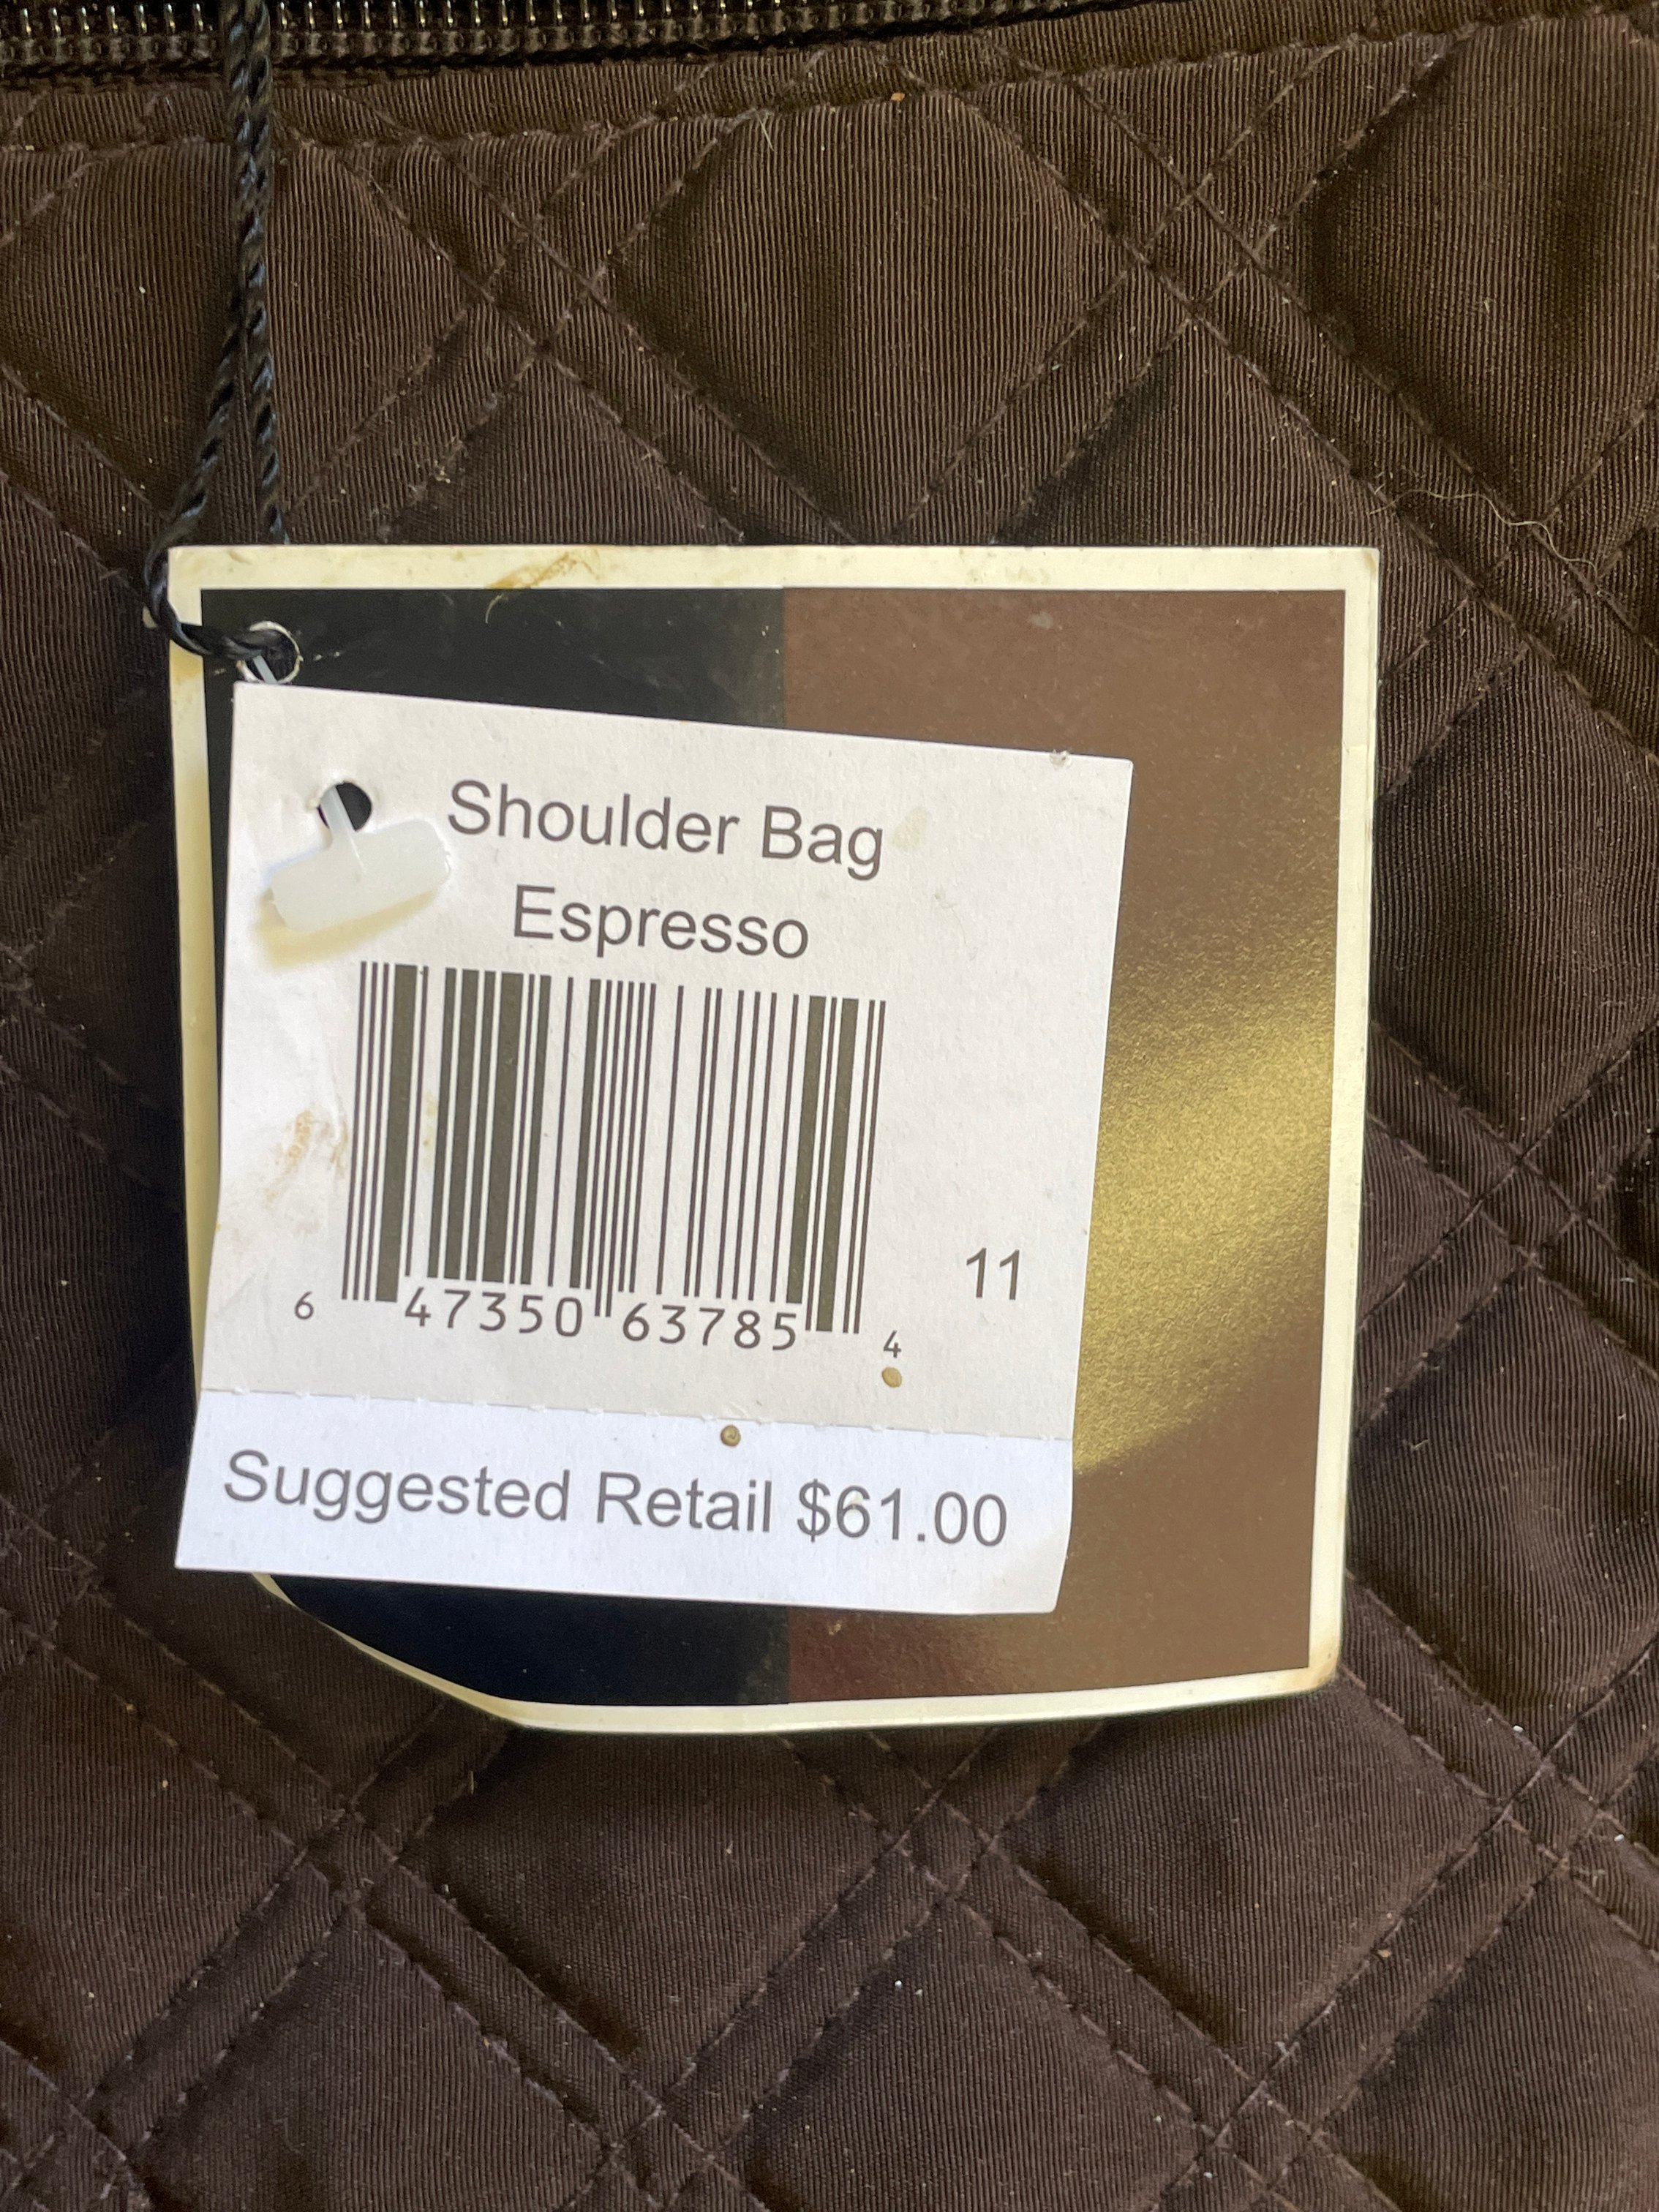 Shoulder Bag
Espresso
11
6 47350 63785 4
Suggested Retail $61.00